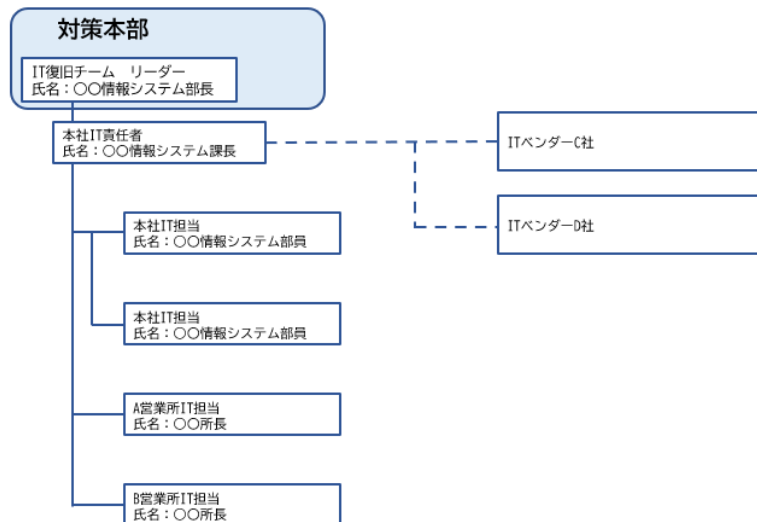 対策本部
IT復旧チーム　リーダー
氏名：〇〇情報システム部長
本社IT責任者
氏名：〇〇情報システム課長
ITベンダーC社
ITベンダーD社
本社IT担当
氏名：〇〇情報システム部員
本社IT担当
氏名：〇〇情報システム部員
A営業所IT担当
氏名：〇〇所長
B営業所IT担当
氏名：〇〇所長